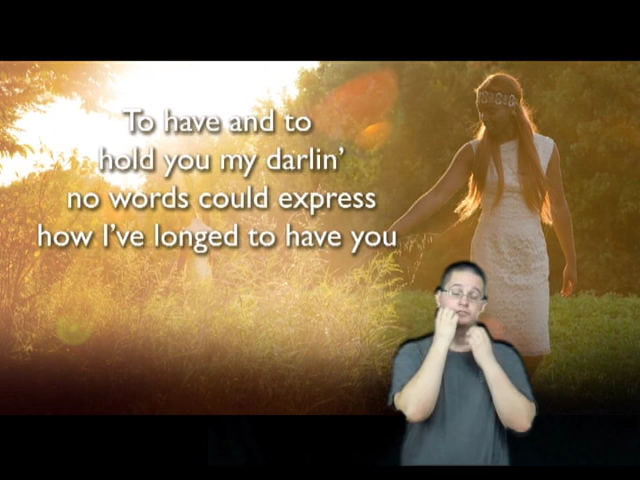 To have and to
hold you my darlin’
no words could express
how I’ve longed to have you